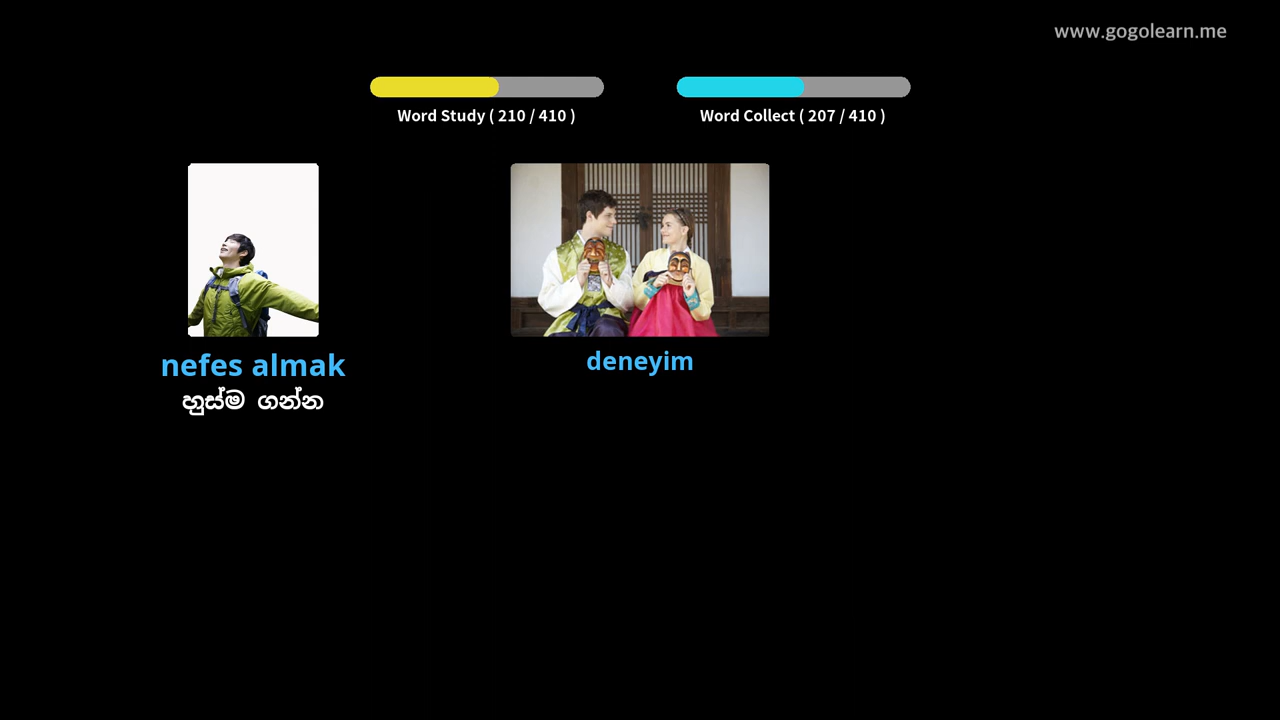 www.gogolearn.me
Word Study ( 210 / 410 )
Word Collect ( 207 / 410 )
nefes almak
හුස්ම ගන්න
deneyim